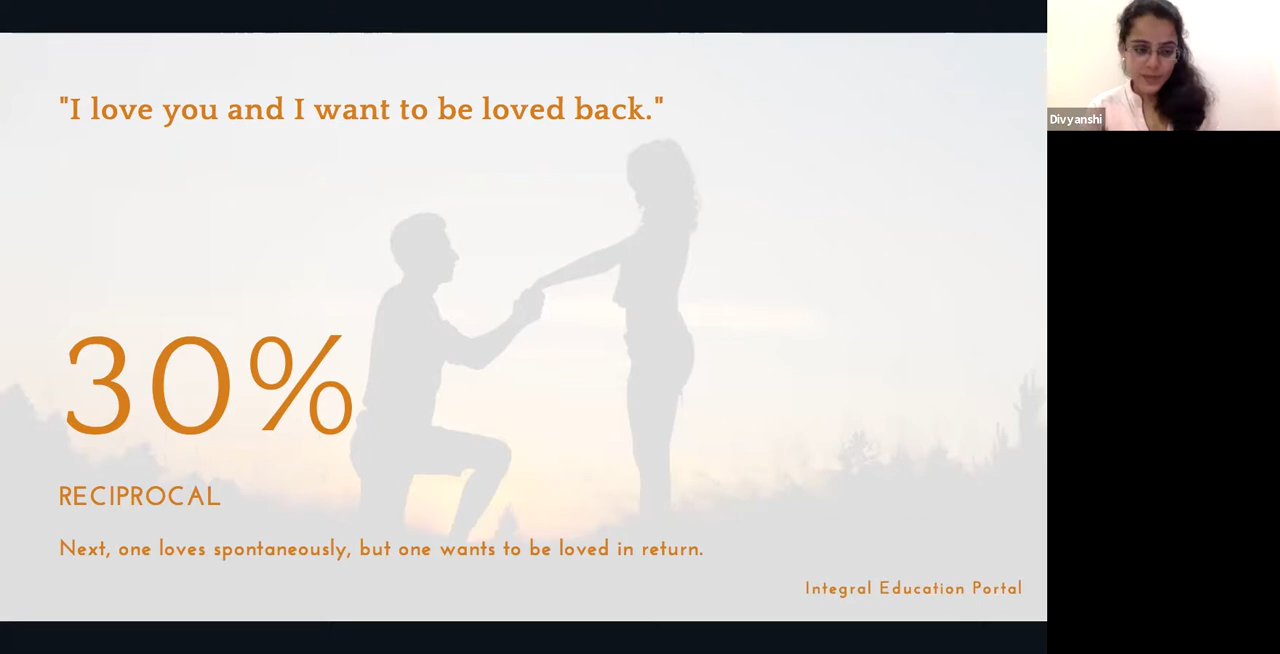 "I love you and I want to be loved back."
Divyanshi
30%
RECIPROCAL
Next, one loves spontaneously, but one wants to be loved in return.
Integral Education Portal